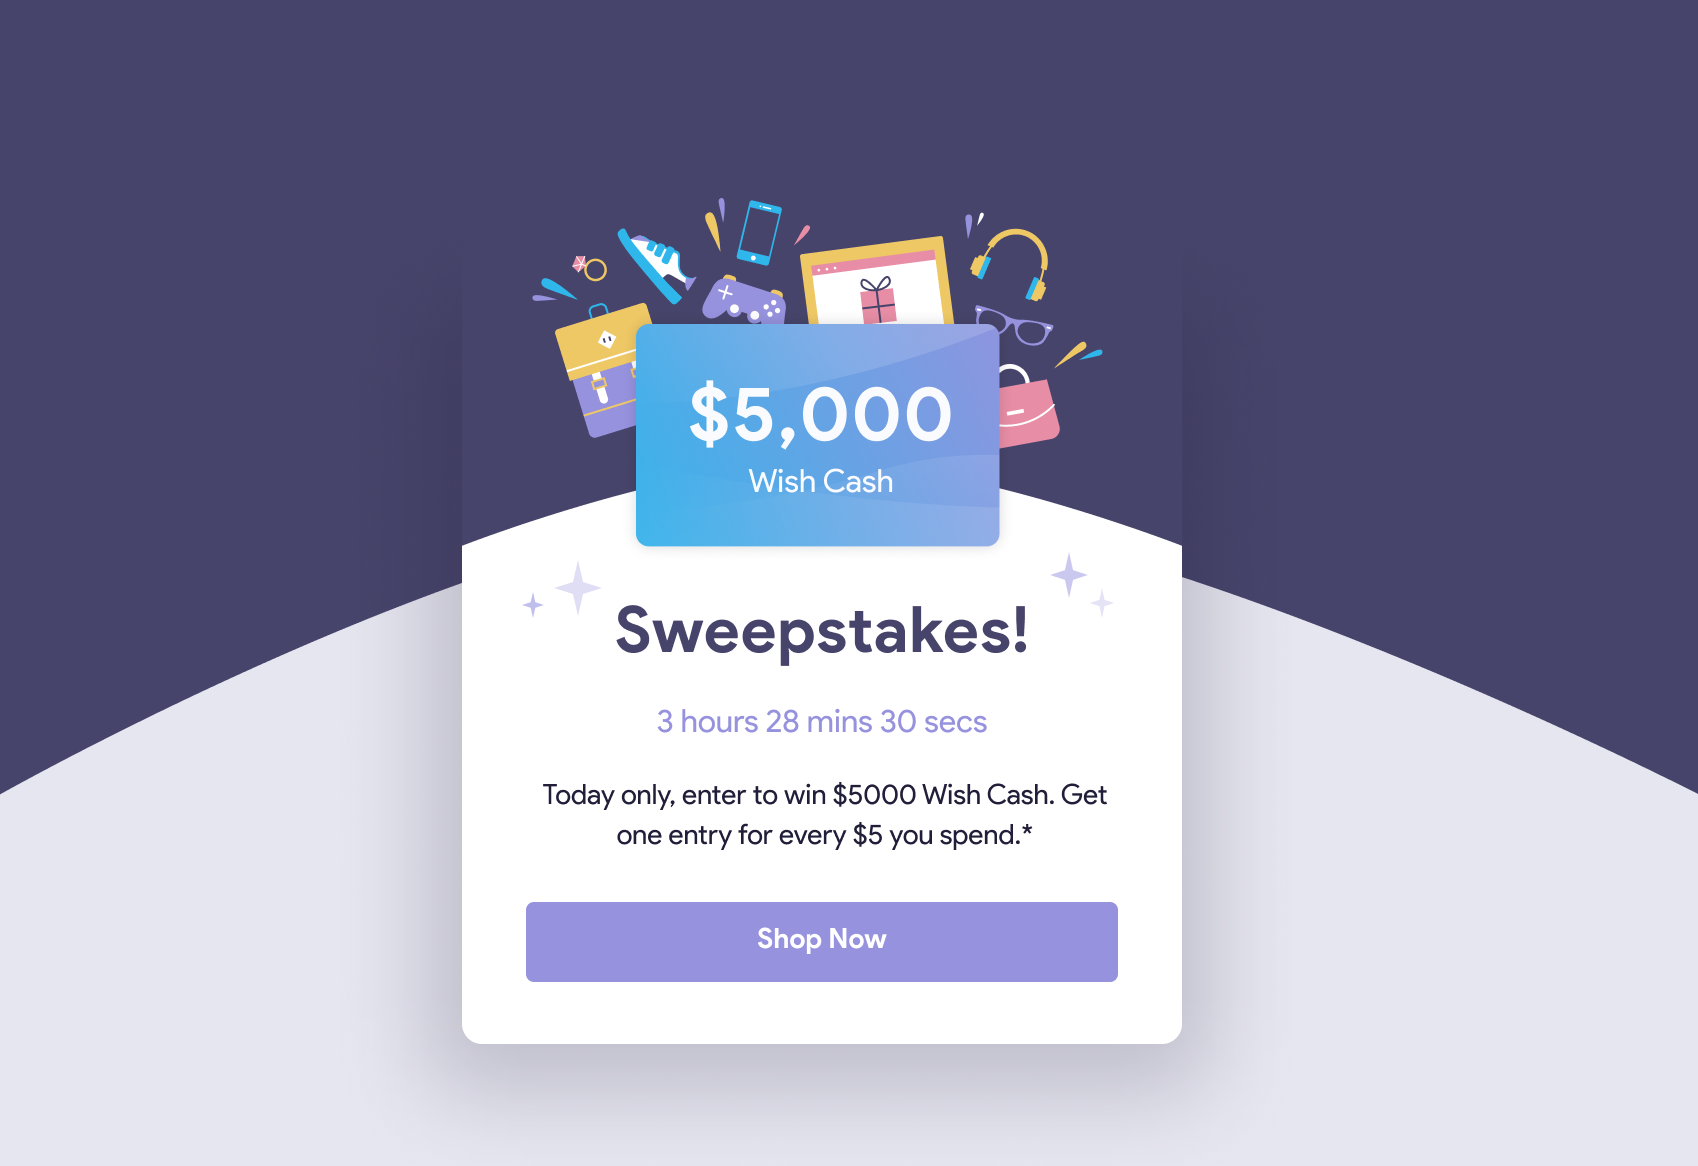 $5,000
Wish Cash
Sweepstakes!
3 hours 28 mins 30 secs
Today only, enter to win $5000 Wish Cash. Get
one entry for every $5 you spend.*
Shop Now